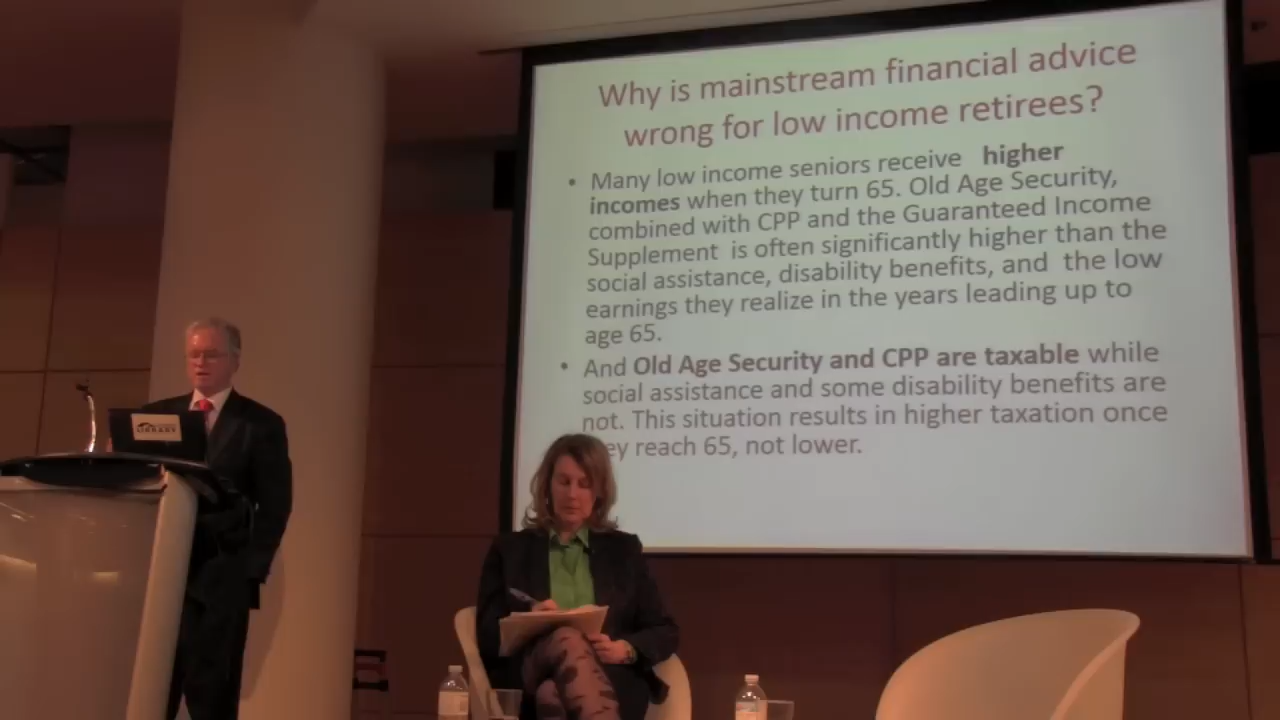 Why is mainstream financial advice
wrong for low income retirees?
• Many low income seniors receive higher
incomes when they turn 65. Old Age Security,
combined with CPP and the Guaranteed Income
Supplement is often significantly higher than the
social assistance, disability benefits, and the low
earnings they realize in the years leading up to
age 65.
• And Old Age Security and CPP are taxable while
social assistance and some disability benefits are
not. This situation results in higher taxation once
ey reach 65, not lower.
LIBRARY